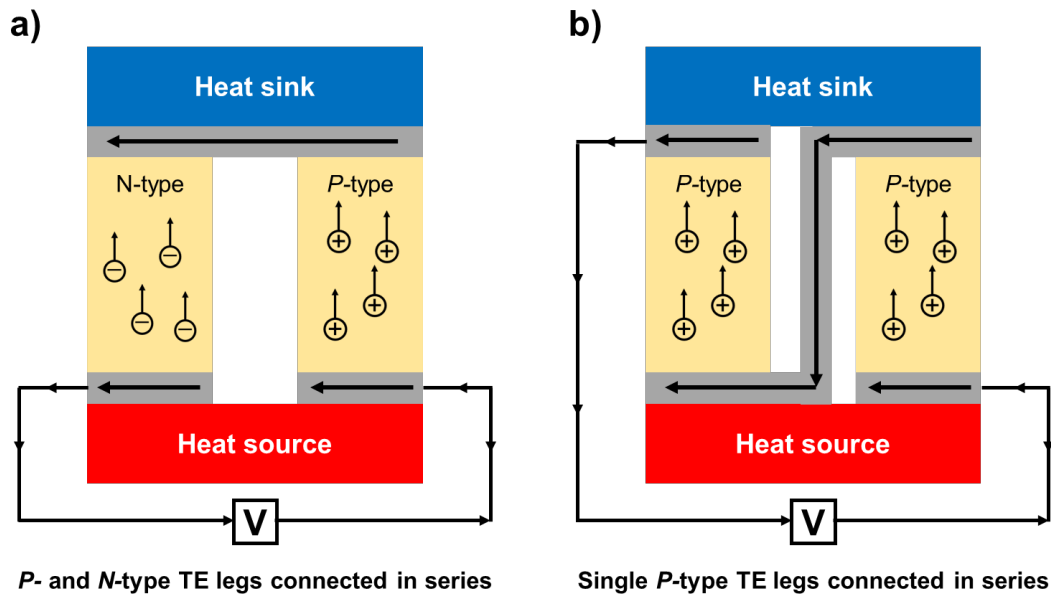 a)
Heat sink
N-type
P-type
Heat source
V
P- and N-type TE legs connected in series
b)
Heat sink
P-type
P-type
Heat source
V
Single P-type TE legs connected in series